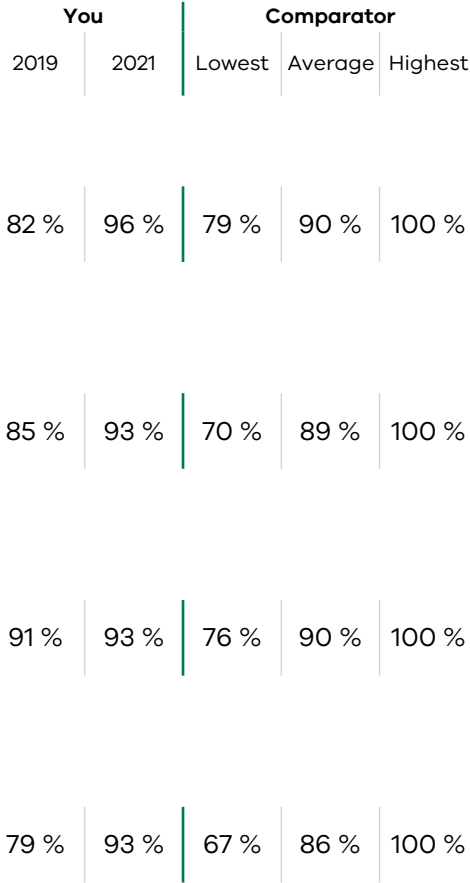 You Comparator
2019 2021 Lowest Average Highest
82 % 96 % 79 % 90 % 100 %
85 % 93 % 70 % 89 % 100 %
91 % 93 % 76 % 90 % 100 %
79 % 93 % 67 % 86 % 100 %